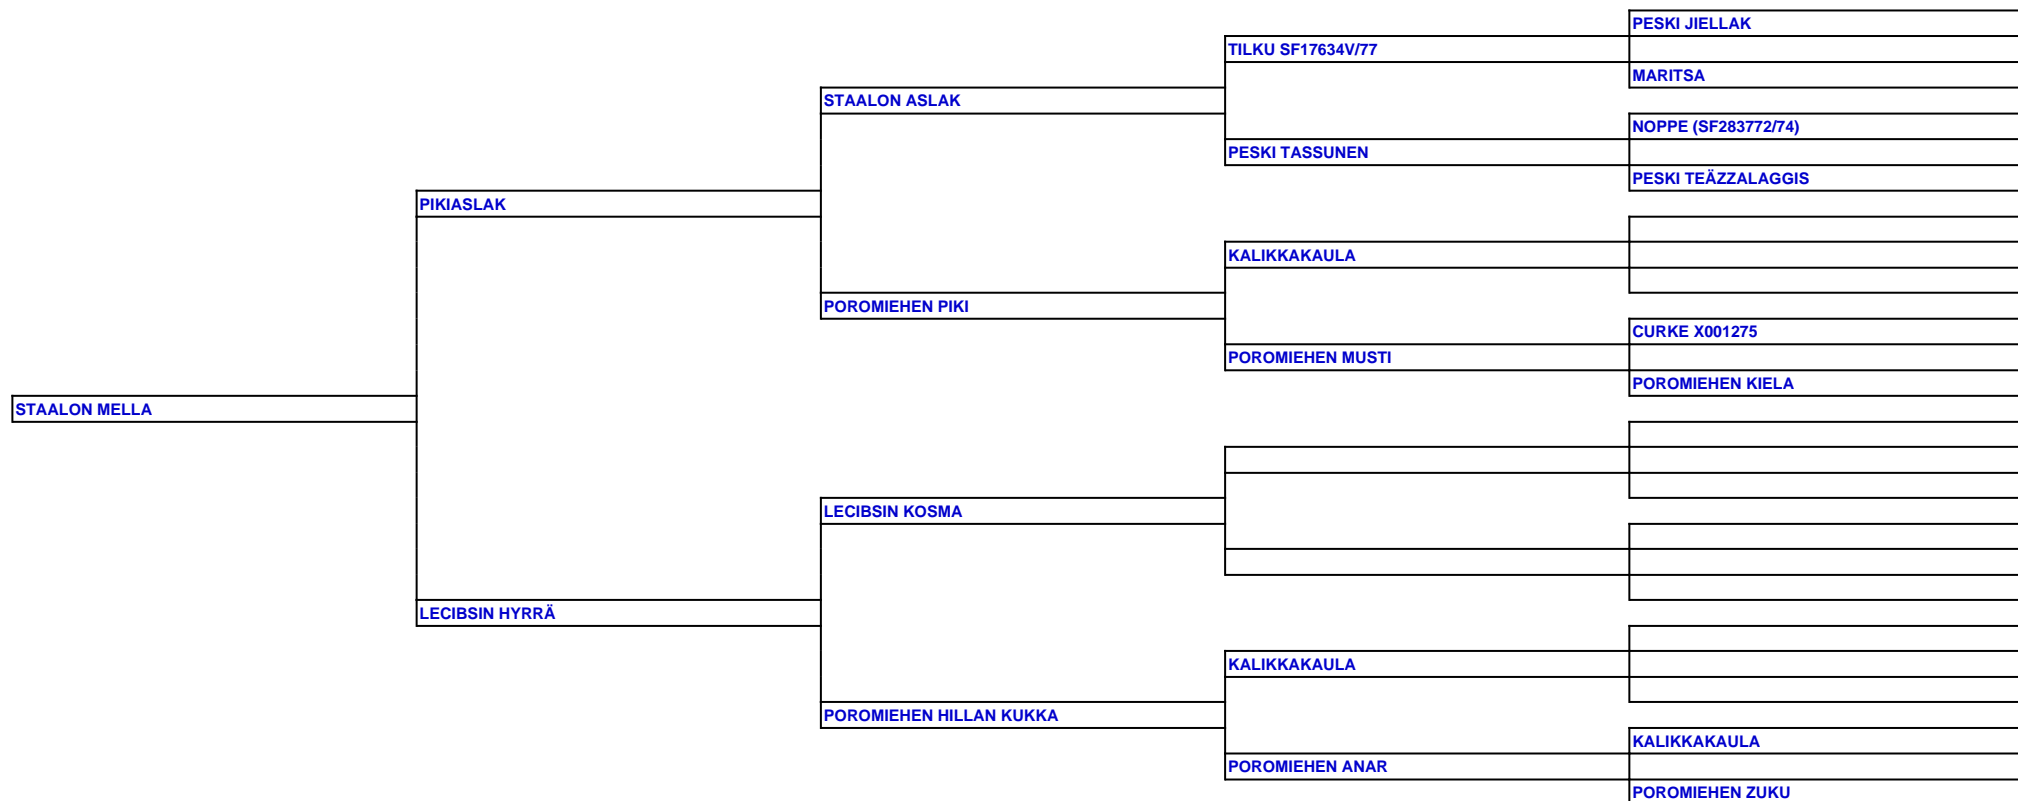 PESKI JIELLAK
TILKU SF17634V/77
MARITSA
STAALON ASLAK
NOPPE (SF283772/74)
PESKI TASSUNEN
PESKI TEÄZZALAGGIS
PIKIASLAK
KALIKKAKAULA
POROMIEHEN PIKI
CURKE X001275
POROMIEHEN MUSTI
POROMIEHEN KIELA
STAALON MELLA
LECIBSIN KOSMA
LECIBSIN HYRRÄ
KALIKKAKAULA
POROMIEHEN HILLAN KUKKA
KALIKKAKAULA
POROMIEHEN ANAR
POROMIEHEN ZUKU